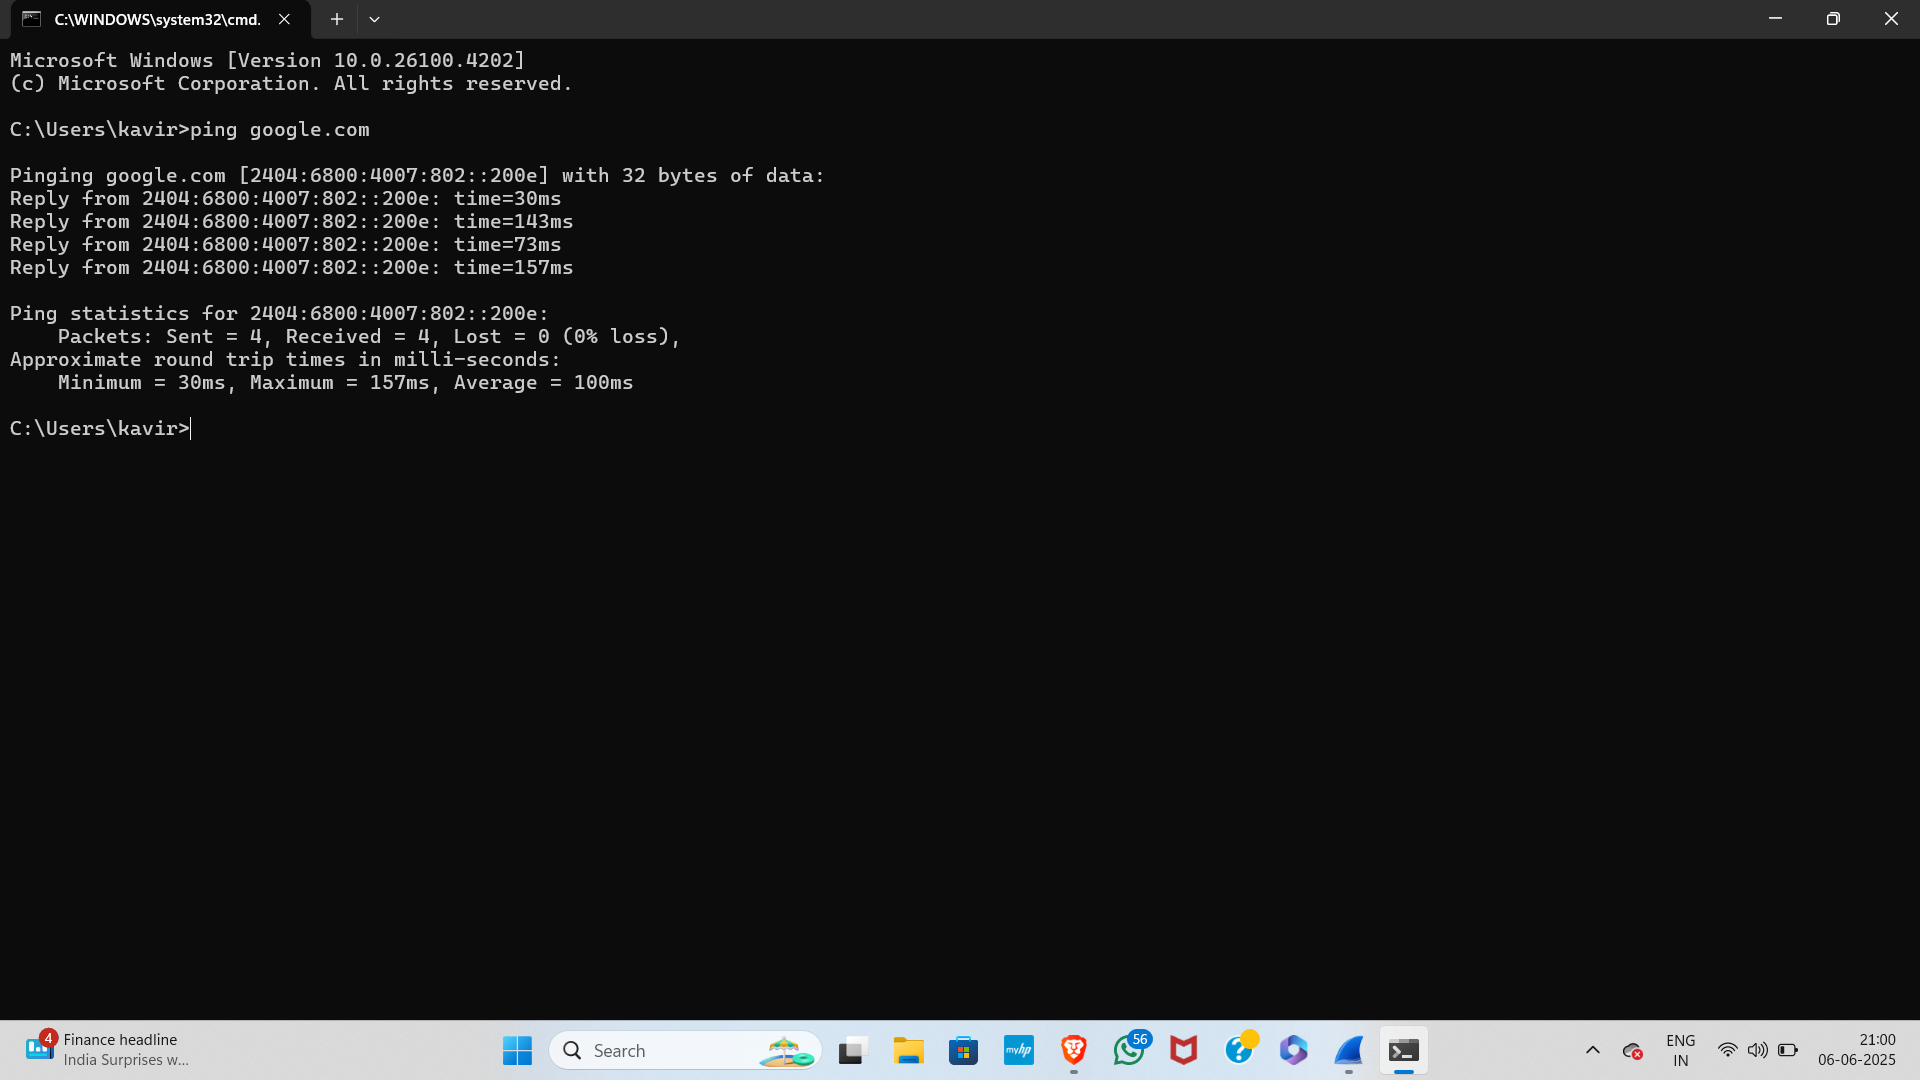 C:\WINDOWS\system32\cmd.
Microsoft Windows [Version 10.0.26100.4202]
(c) Microsoft Corporation. All rights reserved.
C:\Users\kavir>ping google.com
Pinging google.com [2404:6800:4007:802::200e] with 32 bytes of data:
Reply from 2404:6800:4007:802::200e: time=30ms
Reply from 2404:6800:4007:802::200e: time=143ms
Reply from 2404:6800:4007:802::200e: time=73ms
Reply from 2404:6800:4007:802::200e: time=157ms
Ping statistics for 2404:6800:4007:802::200e:
    Packets: Sent = 4, Received = 4, Lost = 0 (0% loss),
Approximate round trip times in milli-seconds:
    Minimum = 30ms, Maximum = 157ms, Average = 100ms
C:\Users\kavir>
4
Finance headline
India Surprises w...
Search
myhp
56
ENG
IN
21:00
06-06-2025